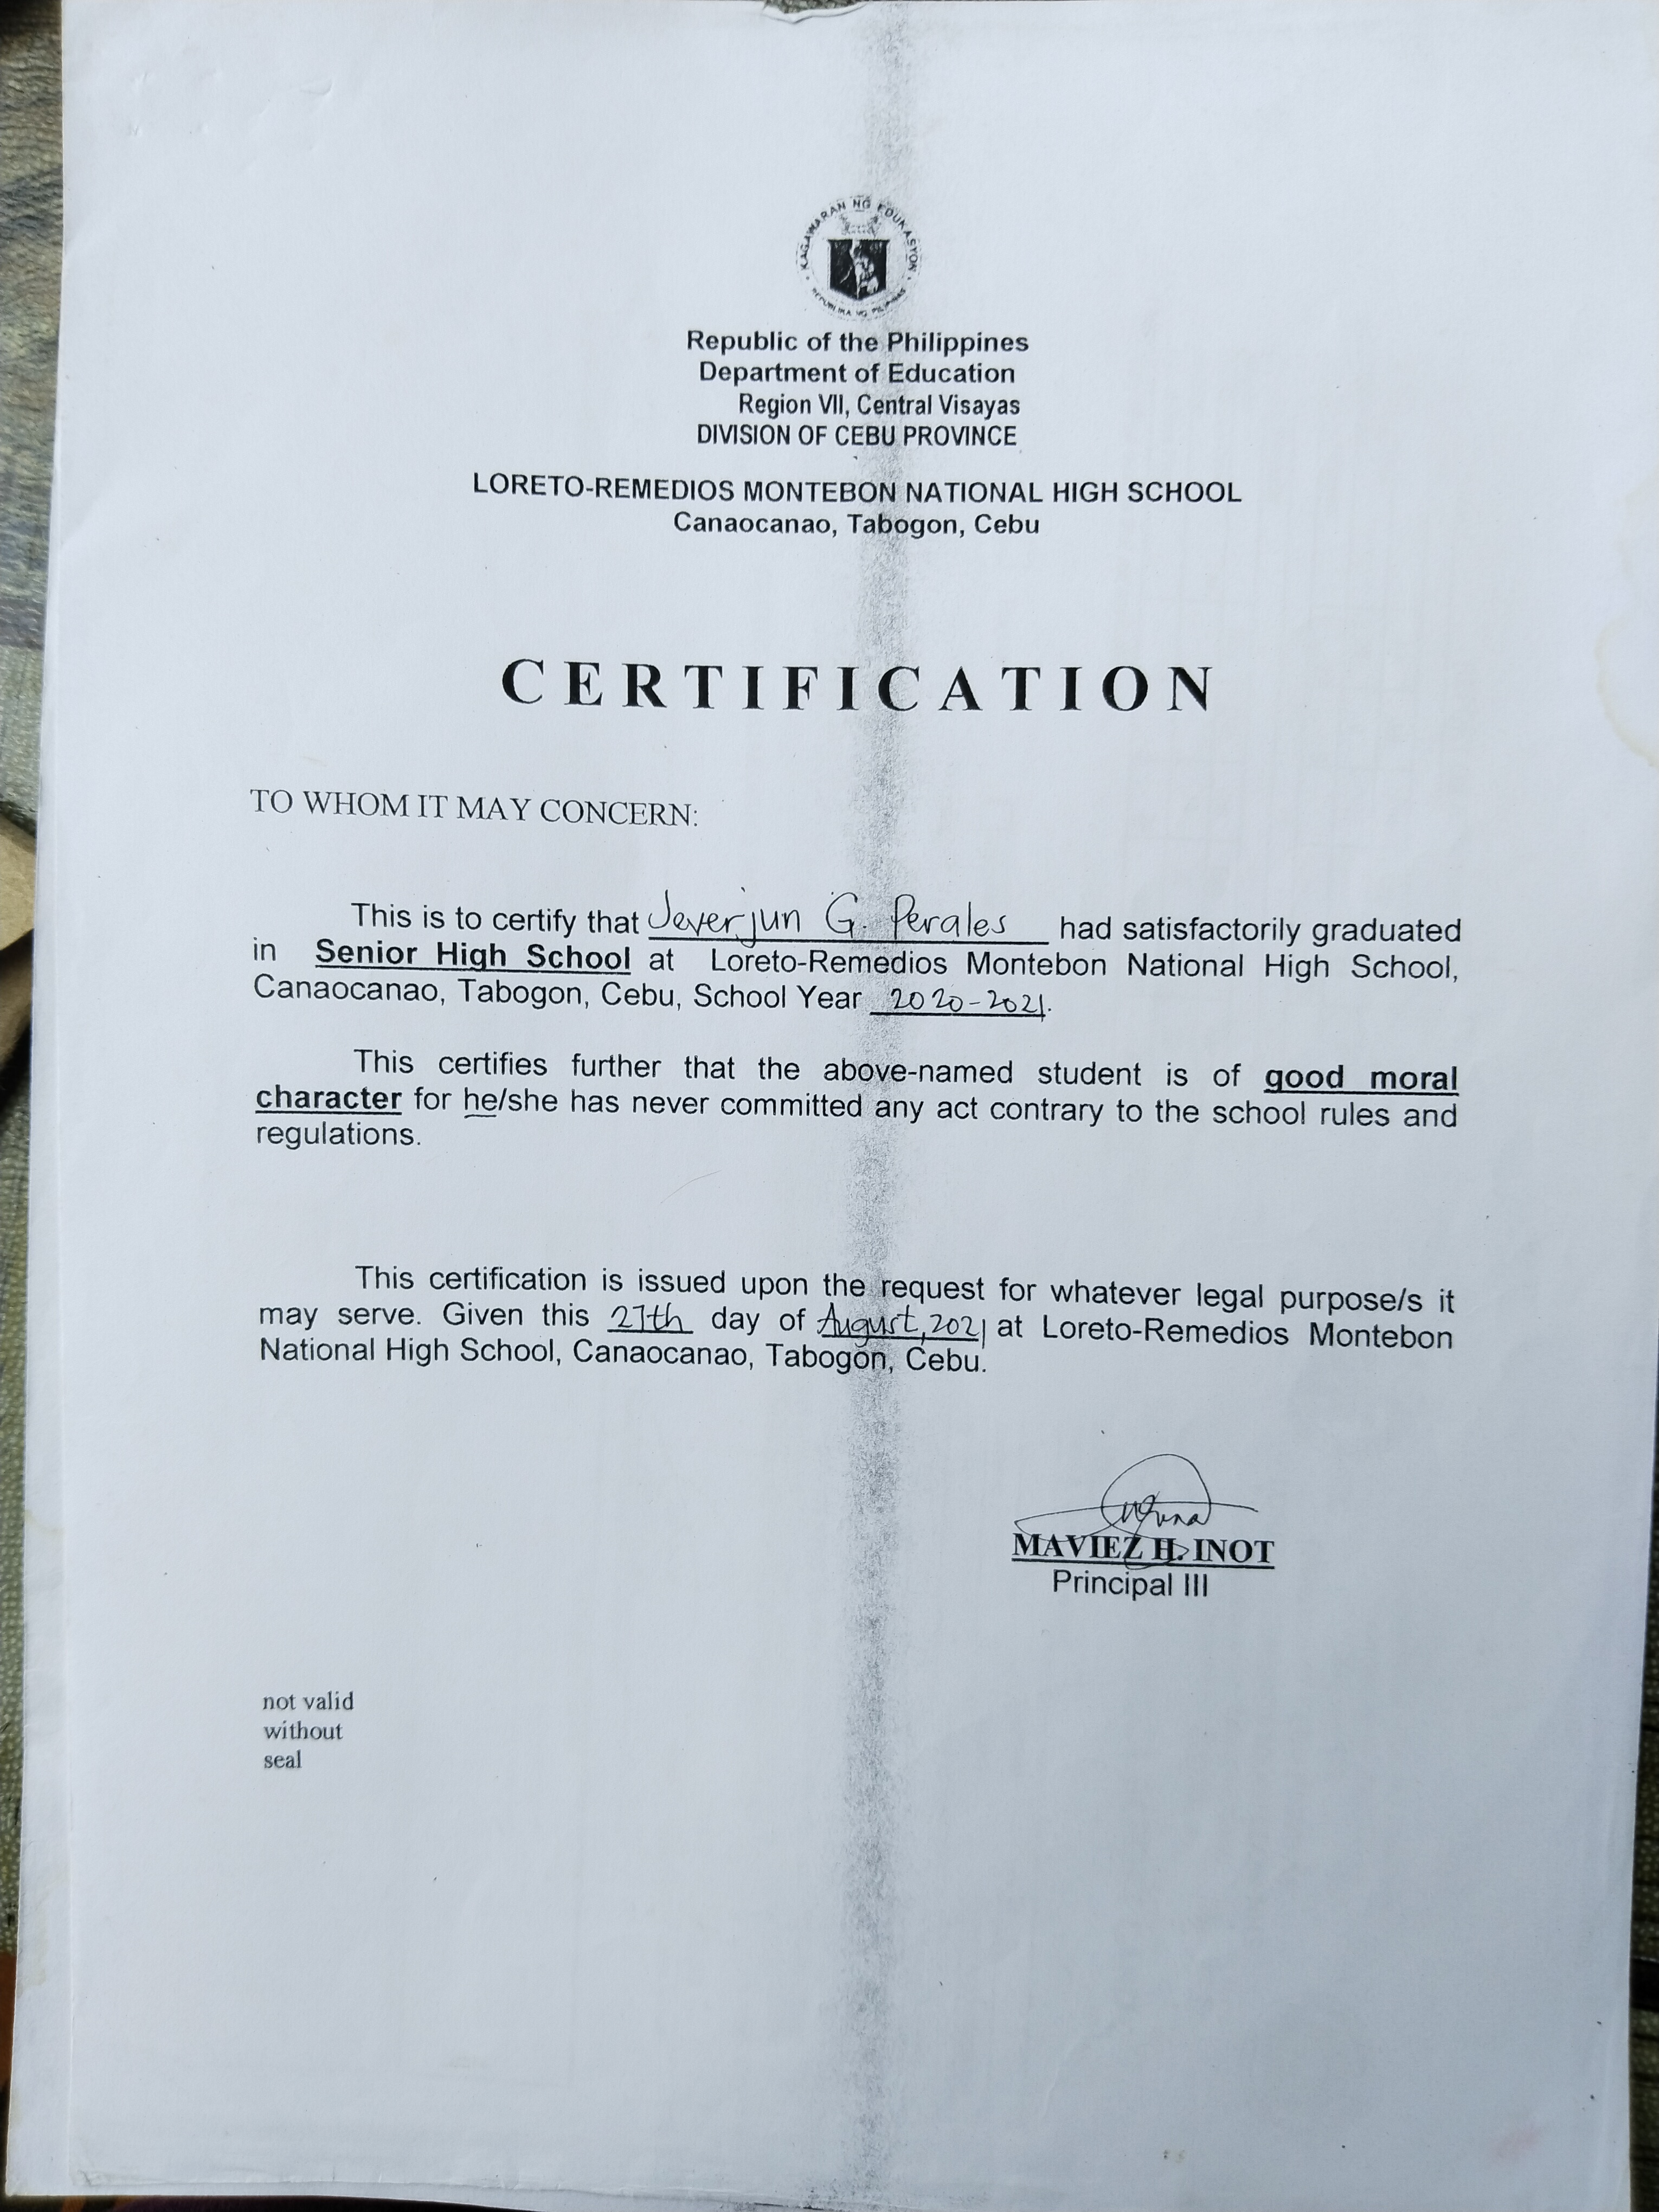 KAGAWARAN NG EDUKASYON
REPUBLIKA NG PILIPINAS
Republic of the Philippines
Department of Education
Region VII, Central Visayas
DIVISION OF CEBU PROVINCE
LORETO-REMEDIOS MONTEBON NATIONAL HIGH SCHOOL
Canaocanao, Tabogon, Cebu
CERTIFICATION
TO WHOM IT MAY CONCERN:
This is to certify that Jeverjun G. Perales had satisfactorily graduated
in Senior High School at Loreto-Remedios Montebon National High School,
Canaocanao, Tabogon, Cebu, School Year 2020-2021.
This certifies further that the above-named student is of good moral
character for he/she has never committed any act contrary to the school rules and
regulations.
This certification is issued upon the request for whatever legal purpose/s it
may serve. Given this 27th day of August, 2021 at Loreto-Remedios Montebon
National High School, Canaocanao, Tabogon, Cebu.
MAVIEZ H. INOT
Principal III
not valid
without
seal